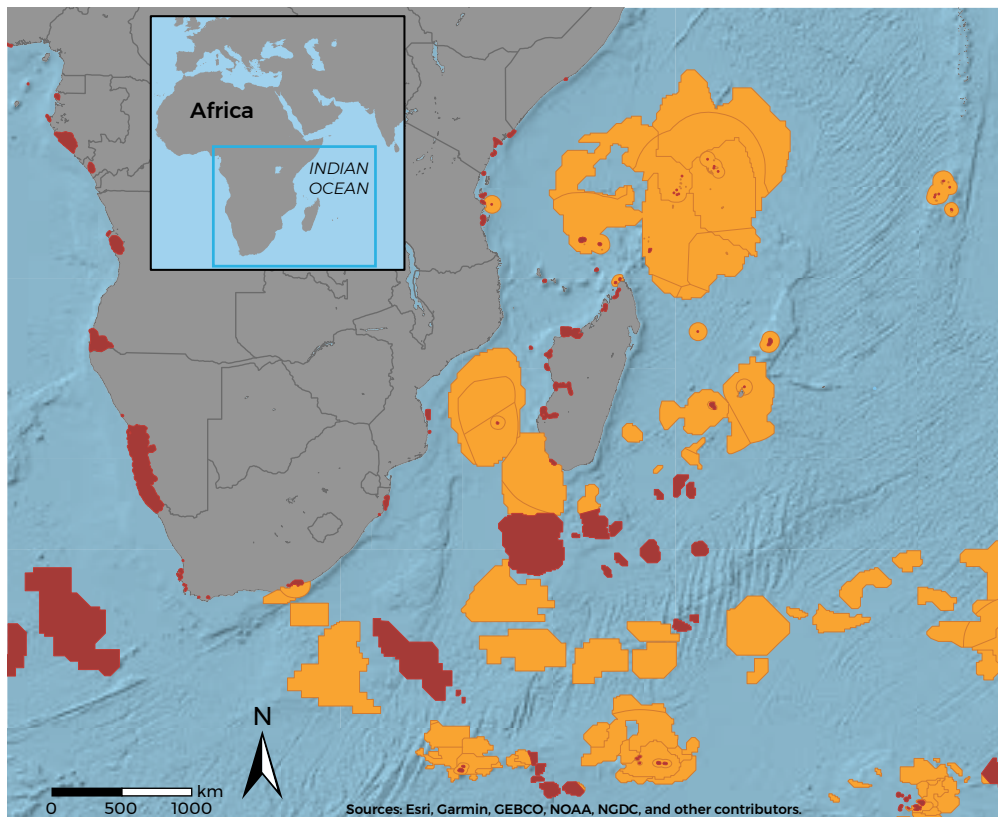 Africa
INDIAN
OCEAN
N
km
0 500 1000
Sources: Esri, Garmin, GEBCO, NOAA, NGDC, and other contributors.